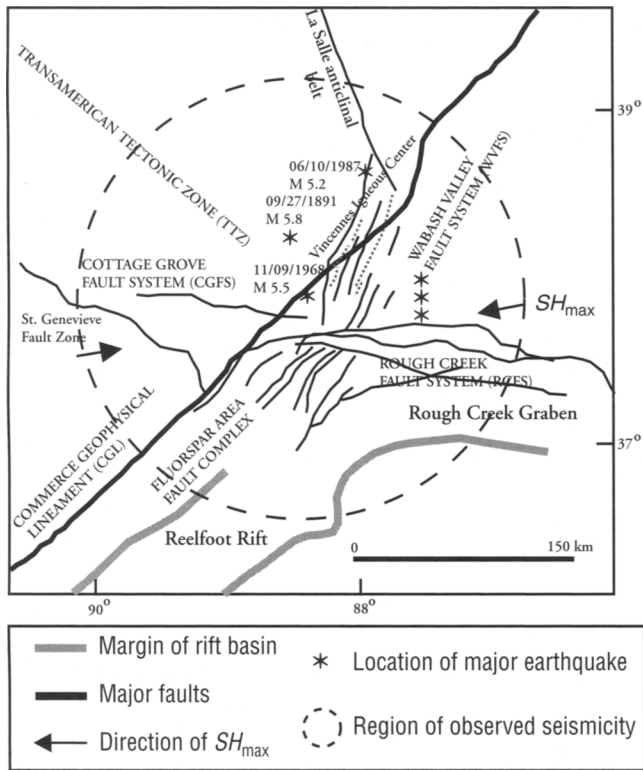 La Salle anticlinal
belt
TRANSAMERICAN TECTONIC ZONE (TTZ)
39°
06/10/1987
M 5.2
09/27/1891
M 5.8
Vincennes Igneous Center
WABASH VALLEY
FAULT SYSTEM (WVFS)
11/09/1968
M 5.5
COTTAGE GROVE
FAULT SYSTEM (CGFS)
SHmax
St. Genevieve
Fault Zone
ROUGH CREEK
FAULT SYSTEM (RCFS)
Rough Creek Graben
COMMERCE GEOPHYSICAL
LINEAMENT (CGL)
FLUORSPAR AREA
FAULT COMPLEX
37°
Reelfoot Rift
0 150 km
90° 88°
Margin of rift basin
Major faults
Direction of SHmax
Location of major earthquake
Region of observed seismicity